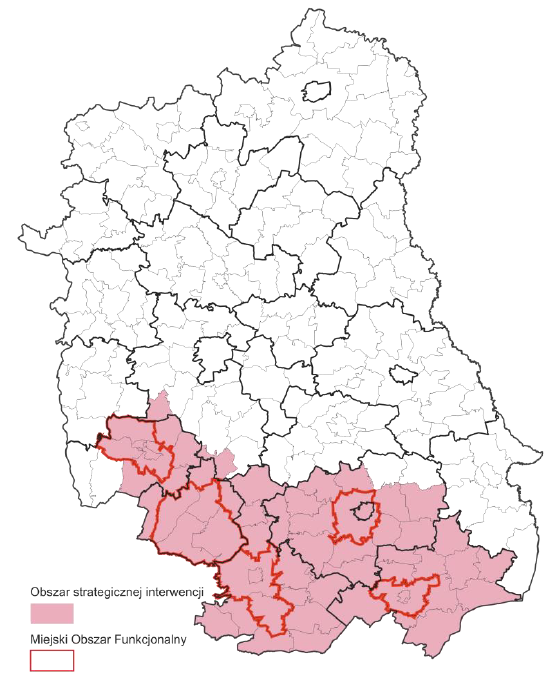 Obszar strategicznej interwencji
Miejski Obszar Funkcjonalny